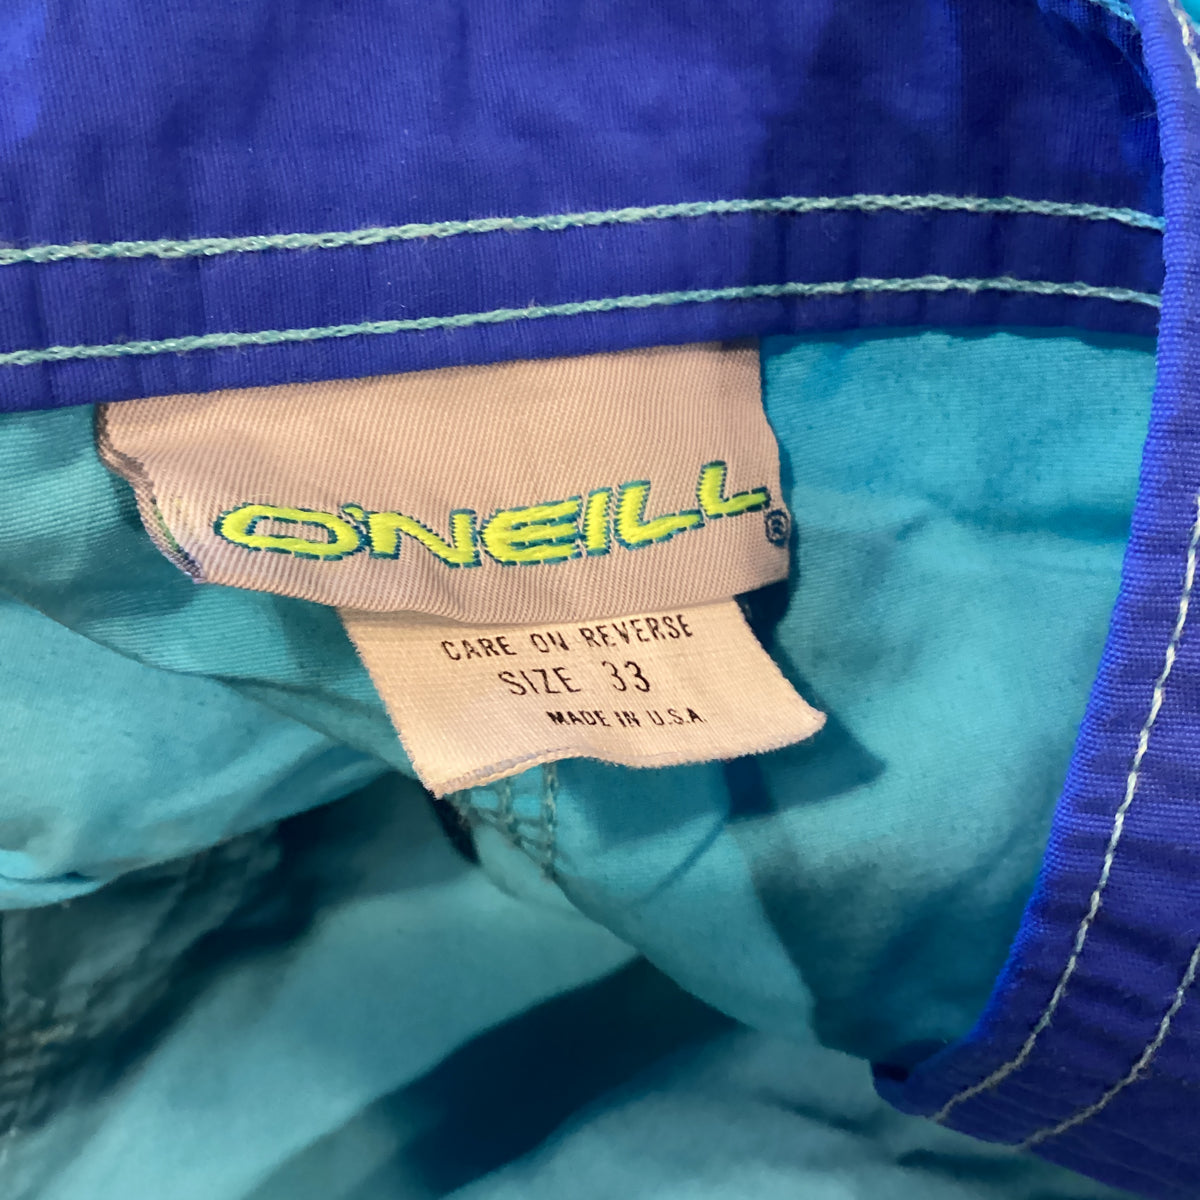 O'NEILL®
CARE ON REVERSE
SIZE 33
MADE IN U.S.A.